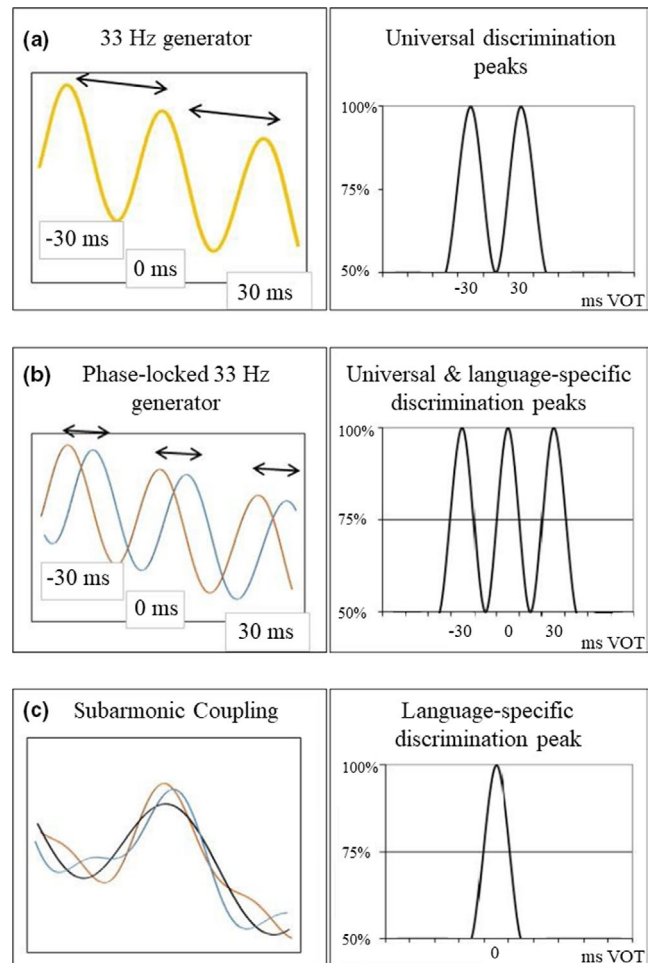 (a) 33 Hz generator
-30 ms
0 ms
30 ms
Universal discrimination
peaks
100%
75%
50%
-30 30
ms VOT
(b) Phase-locked 33 Hz
generator
-30 ms
0 ms
30 ms
Universal & language-specific
discrimination peaks
100%
75%
50%
-30 0 30
ms VOT
(c) Subarmonic Coupling
Language-specific
discrimination peak
100%
75%
50%
0
ms VOT